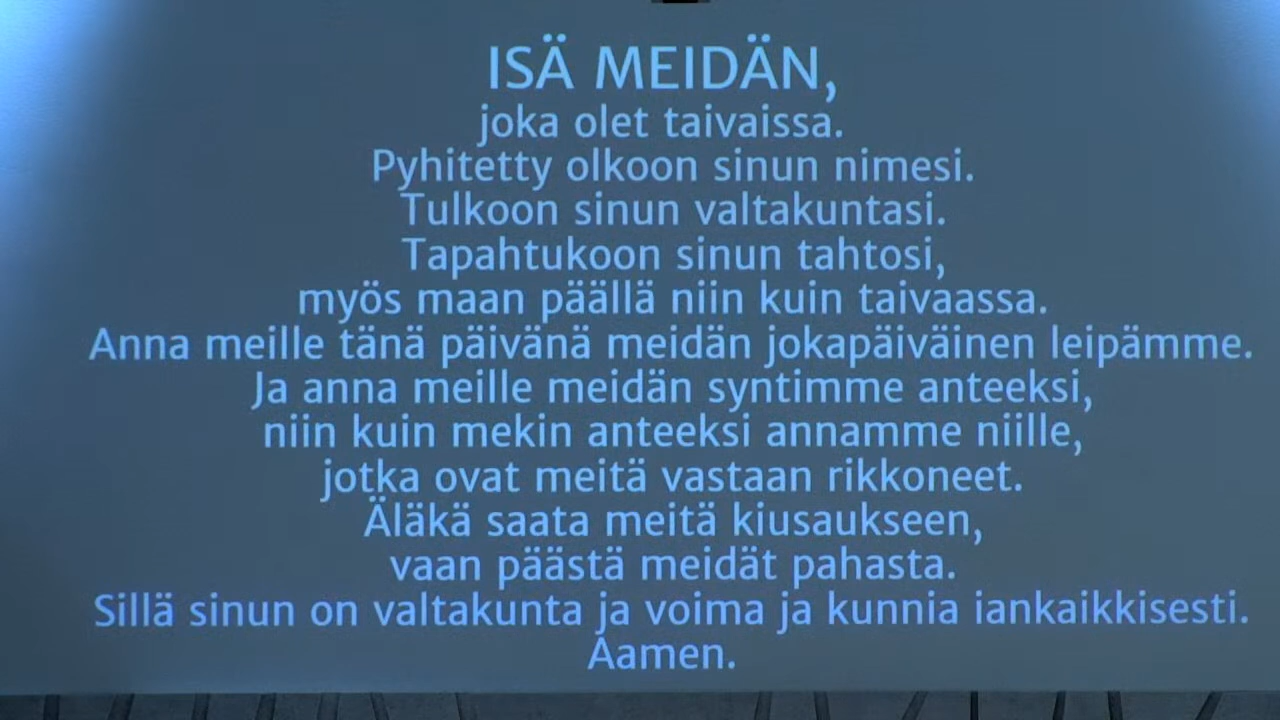 ISÄ MEIDÄN,
joka olet taivaissa.
Pyhitetty olkoon sinun nimesi.
Tulkoon sinun valtakuntasi.
Tapahtukoon sinun tahtosi,
myös maan päällä niin kuin taivaassa.
Anna meille tänä päivänä meidän jokapäiväinen leipämme.
Ja anna meille meidän syntimme anteeksi,
niin kuin mekin anteeksi annamme niille,
jotka ovat meitä vastaan rikkoneet.
Äläkä saata meitä kiusaukseen,
vaan päästä meidät pahasta.
Sillä sinun on valtakunta ja voima ja kunnia iankaikkisesti.
Aamen.